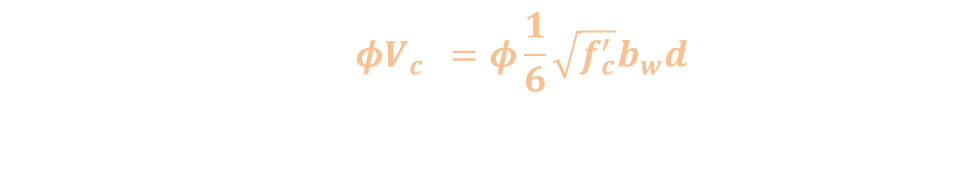 ϕV_c = ϕ 1/6 √f′_c b_w d